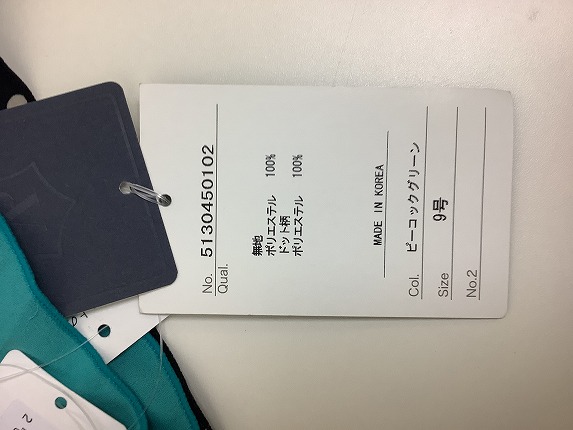 No. 5130450102
Qual.
無地
ポリエステル 100%
ドット柄
ポリエステル 100%
MADE IN KOREA
Col. ピーコックグリーン
Size 9号
No.2